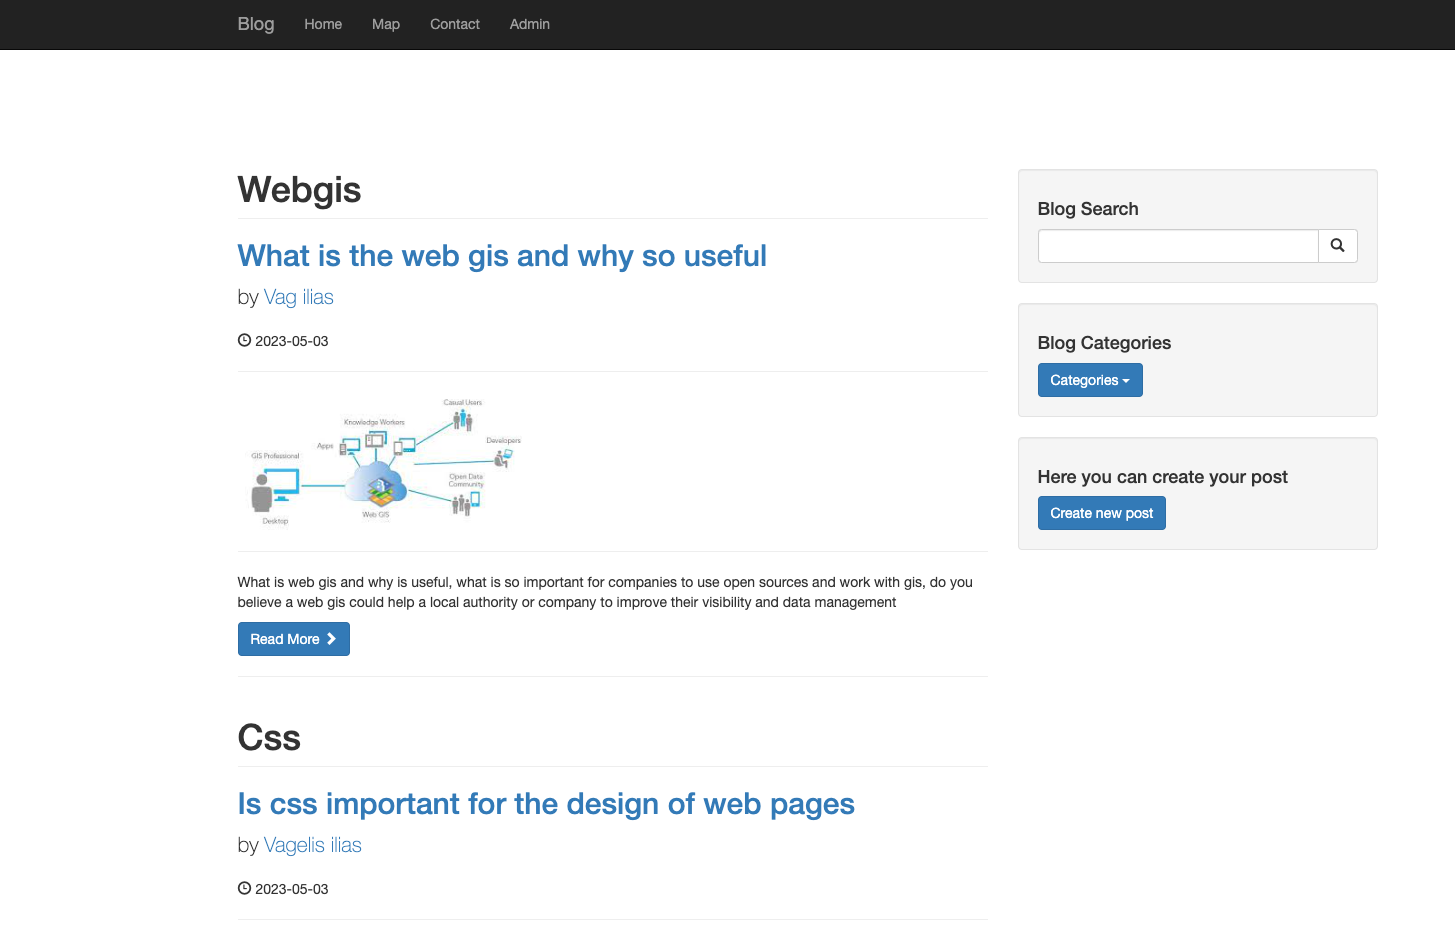 Blog Home Map Contact Admin
Webgis
What is the web gis and why so useful
by Vag ilias
2023-05-03
Casual Users
Knowledge Workers
Apps
Developers
GIS Professional
Open Data
Community
Web GIS
Desktop
What is web gis and why is useful, what is so important for companies to use open sources and work with gis, do you
believe a web gis could help a local authority or company to improve their visibility and data management
Read More
Css
Is css important for the design of web pages
by Vagelis ilias
2023-05-03
Blog Search
Blog Categories
Categories
Here you can create your post
Create new post